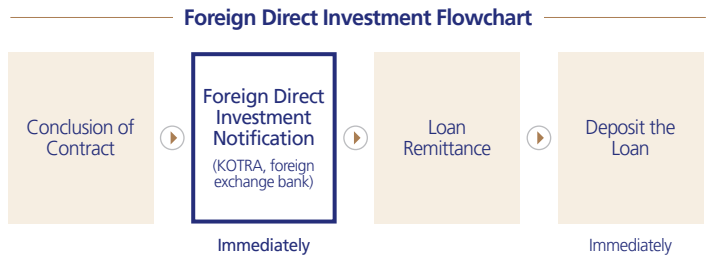 Foreign Direct Investment Flowchart
Conclusion of
Contract
Foreign Direct
Investment
Notification
(KOTRA, foreign
exchange bank)
Immediately
Loan
Remittance
Deposit the
Loan
Immediately